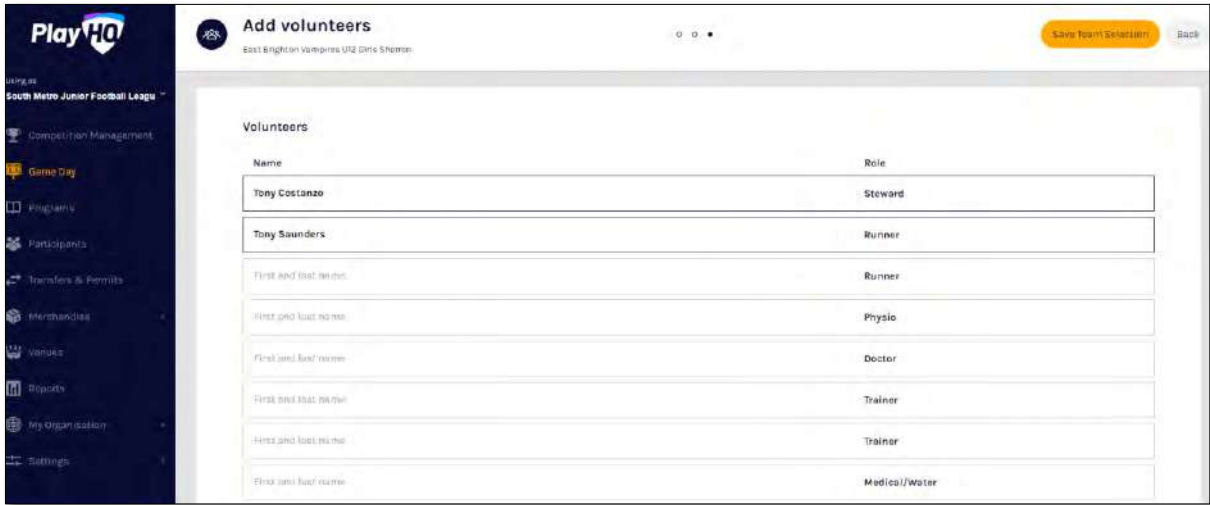 PlayHQ
Using as
South Metro Junior Football Leagu
Competition Management
Game Day
Programs
Participants
Transfers & Permits
Merchandise
Venues
Reports
My Organisation
Settings
Add volunteers
East Brighton Vampires U12 Girls Sharron
Save Team Selection
Back
Volunteers
Name Role
Tony Costanzo Steward
Tony Saunders Runner
First and last name Runner
First and last name Physio
First and last name Doctor
First and last name Trainer
First and last name Trainer
First and last name Medical/Water